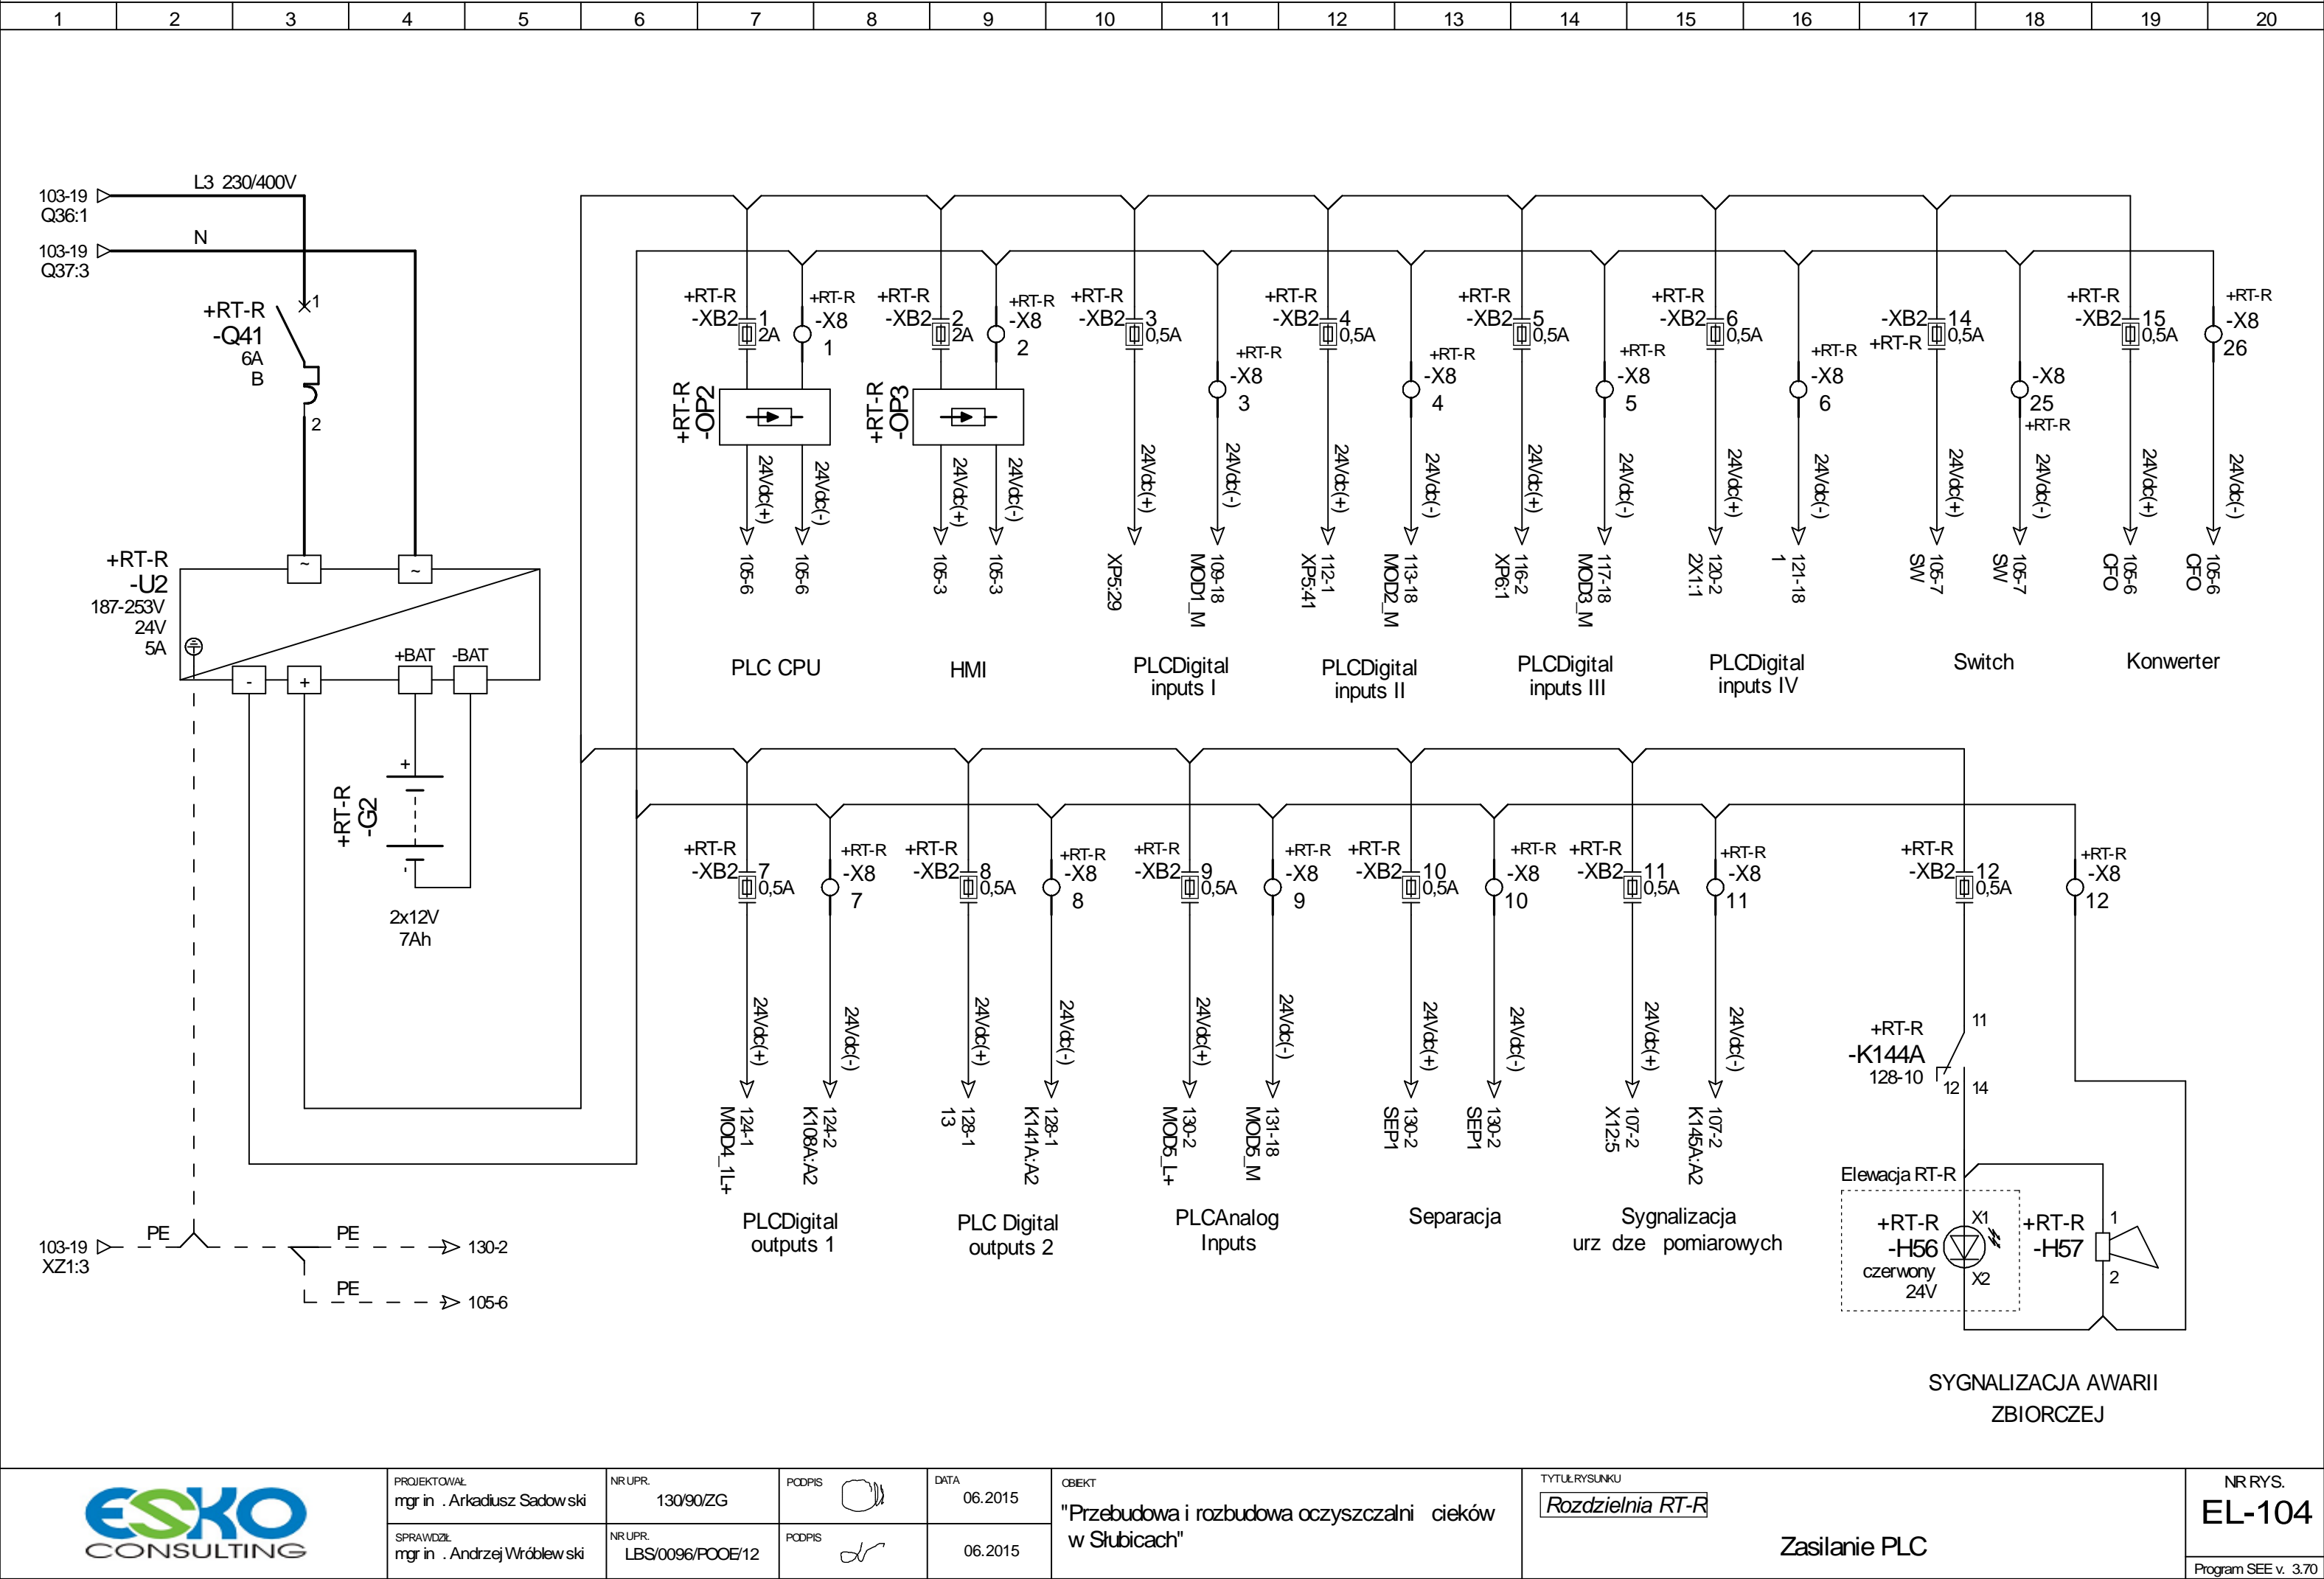 1 2 3 4 5 6 7 8 9 10 11 12 13 14 15 16 17 18 19 20
103-19
Q36:1
L3 230/400V
103-19
Q37:3
N
+RT-R
-Q41
6A
B
1
2
+RT-R
-U2
187-253V
24V
5A
~
~
-
+
+BAT
-BAT
+RT-R
-G2
+
-
2x12V
7Ah
103-19
XZ1:3
PE
PE
130-2
PE
105-6
+RT-R
-XB2
1
2A
+RT-R
-X8
1
+RT-R
-OP2
24Vdc(+)
24Vdc(-)
105-6
105-6
PLC CPU
+RT-R
-XB2
2
2A
+RT-R
-X8
2
+RT-R
-OP3
24Vdc(+)
24Vdc(-)
105-3
105-3
HMI
+RT-R
-XB2
3
0,5A
+RT-R
-X8
3
24Vdc(+)
24Vdc(-)
XP5:29
109-18
MOD1_M
PLCDigital
inputs I
+RT-R
-XB2
4
0,5A
+RT-R
-X8
4
24Vdc(+)
24Vdc(-)
112-1
XP5:41
113-18
MOD2_M
PLCDigital
inputs II
+RT-R
-XB2
5
0,5A
+RT-R
-X8
5
24Vdc(+)
24Vdc(-)
116-2
XP6:1
117-18
MOD3_M
PLCDigital
inputs III
+RT-R
-XB2
6
0,5A
+RT-R
-X8
6
24Vdc(+)
24Vdc(-)
120-2
2X1:1
121-18
1
PLCDigital
inputs IV
-XB2
+RT-R
14
0,5A
-X8
25
+RT-R
24Vdc(+)
24Vdc(-)
105-7
SW
105-7
SW
Switch
+RT-R
-XB2
15
0,5A
+RT-R
-X8
26
24Vdc(+)
24Vdc(-)
105-6
CFO
105-6
CFO
Konwerter
+RT-R
-XB2
7
0,5A
+RT-R
-X8
7
24Vdc(+)
24Vdc(-)
124-1
MOD4_1L+
124-2
K108A:A2
PLCDigital
outputs 1
+RT-R
-XB2
8
0,5A
+RT-R
-X8
8
24Vdc(+)
24Vdc(-)
128-1
13
128-1
K141A:A2
PLC Digital
outputs 2
+RT-R
-XB2
9
0,5A
+RT-R
-X8
9
24Vdc(+)
24Vdc(-)
130-2
MOD5_L+
131-18
MOD5_M
PLCAnalog
Inputs
+RT-R
-XB2
10
0,5A
+RT-R
-X8
10
24Vdc(+)
24Vdc(-)
130-2
SEP1
130-2
SEP1
Separacja
+RT-R
-XB2
11
0,5A
+RT-R
-X8
11
24Vdc(+)
24Vdc(-)
107-2
X12:5
107-2
K145A:A2
Sygnalizacja
urz dze pomiarowych
+RT-R
-XB2
12
0,5A
+RT-R
-X8
12
+RT-R
-K144A
128-10
11
12 14
Elewacja RT-R
+RT-R
-H56
czerwony
24V
X1
X2
+RT-R
-H57
1
2
SYGNALIZACJA AWARII
ZBIORCZEJ
ESKO
CONSULTING
PROJEKTOWAŁ
mgr in . Arkadiusz Sadowski
NR UPR.
130/90/ZG
PODPIS
DATA
06.2015
SPRAWDZIŁ
mgr in . Andrzej Wróblewski
NR UPR.
LBS/0096/POOE/12
PODPIS
06.2015
OBIEKT
"Przebudowa i rozbudowa oczyszczalni cieków
w Słubicach"
TYTUŁ RYSUNKU
Rozdzielnia RT-R
Zasilanie PLC
NR RYS.
EL-104
Program SEE v. 3.70